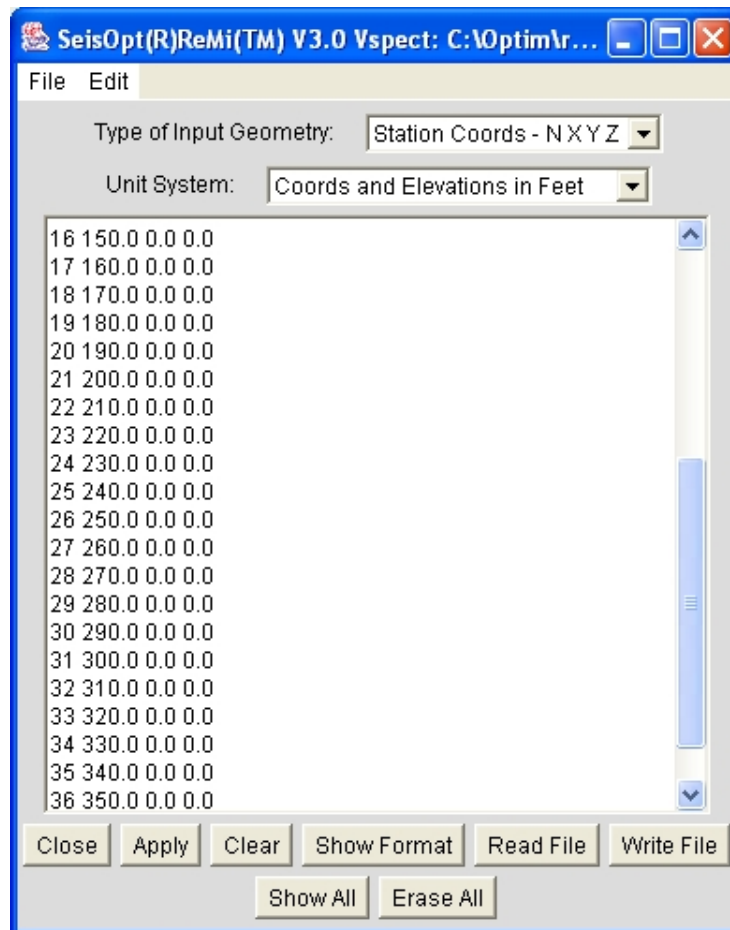 SeisOpt(R)ReMi(TM) V3.0 Vspect: C:\Optim\r...
File Edit
Type of Input Geometry: Station Coords - N X Y Z
Unit System: Coords and Elevations in Feet
16 150.0 0.0 0.0
17 160.0 0.0 0.0
18 170.0 0.0 0.0
19 180.0 0.0 0.0
20 190.0 0.0 0.0
21 200.0 0.0 0.0
22 210.0 0.0 0.0
23 220.0 0.0 0.0
24 230.0 0.0 0.0
25 240.0 0.0 0.0
26 250.0 0.0 0.0
27 260.0 0.0 0.0
28 270.0 0.0 0.0
29 280.0 0.0 0.0
30 290.0 0.0 0.0
31 300.0 0.0 0.0
32 310.0 0.0 0.0
33 320.0 0.0 0.0
34 330.0 0.0 0.0
35 340.0 0.0 0.0
36 350.0 0.0 0.0
Close Apply Clear Show Format Read File Write File
Show All Erase All